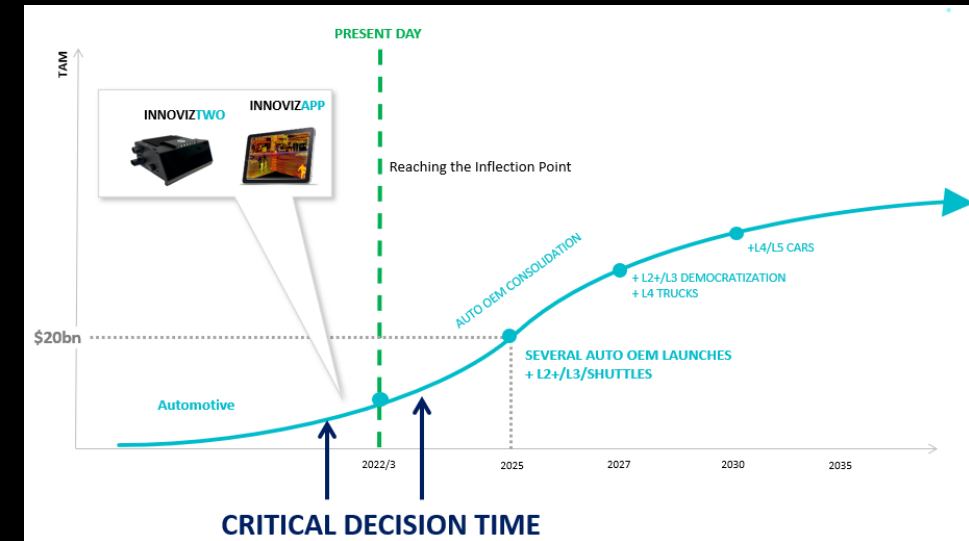 PRESENT DAY
TAM
INNOVIZTWO
INNOVIZAPP
Reaching the Inflection Point
AUTO OEM CONSOLIDATION
+L4/L5 CARS
+ L2+/L3 DEMOCRATIZATION
+ L4 TRUCKS
$20bn
SEVERAL AUTO OEM LAUNCHES
+ L2+/L3/SHUTTLES
Automotive
2022/3
2025
2027
2030
2035
CRITICAL DECISION TIME